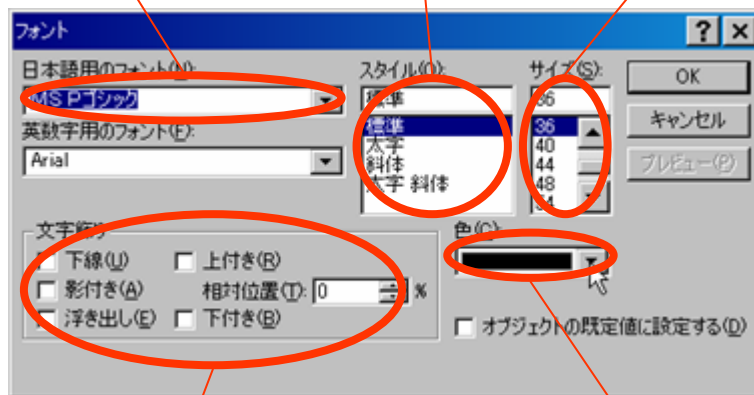 フォント
日本語用のフォント(N):
MS Pゴシック
英数字用のフォント(F):
Arial
スタイル(O):
標準
標準
太字
斜体
太字 斜体
サイズ(S):
36
36
40
44
48
54
OK
キャンセル
プレビュー(P)
文字飾り
下線(U)
影付き(A)
浮き出し(E)
上付き(R)
相対位置(T): 0 %
下付き(B)
色(C):
オブジェクトの既定値に設定する(D)